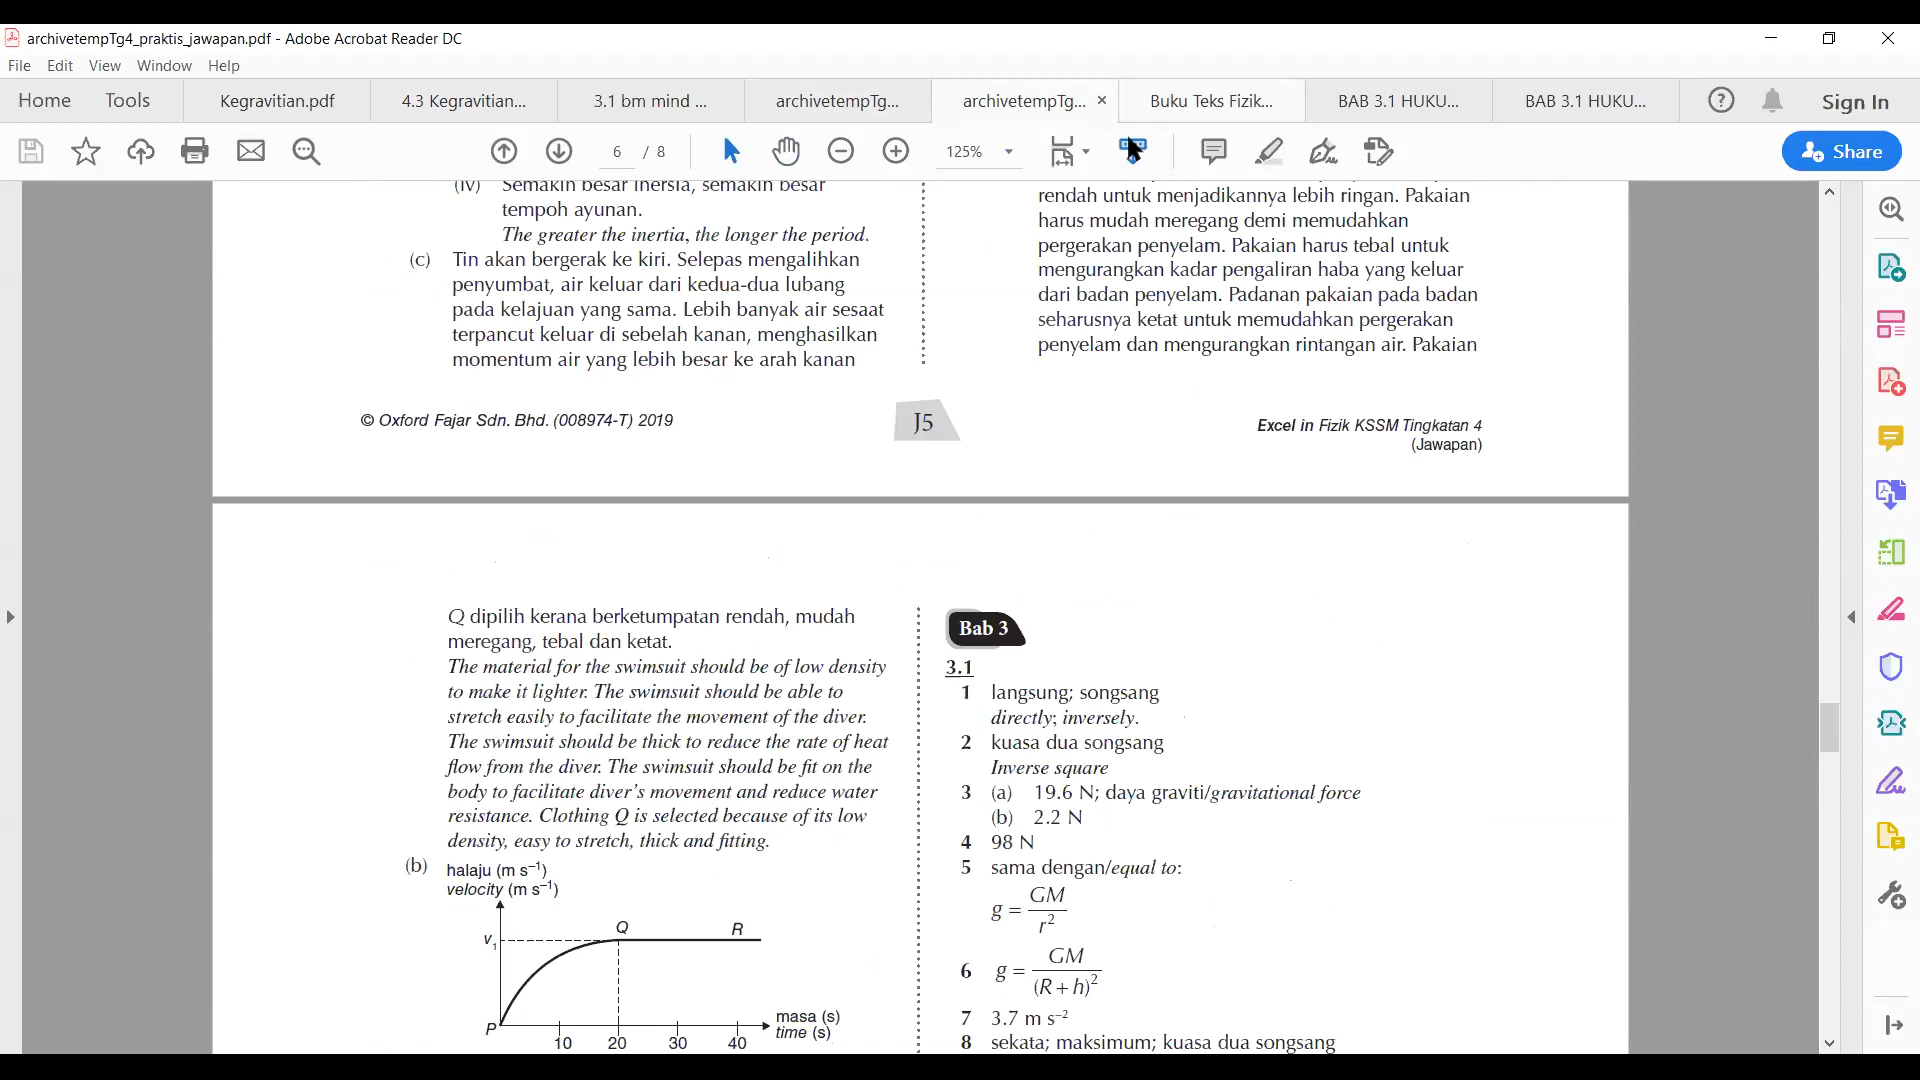 archivetempTg4_praktis_jawapan.pdf - Adobe Acrobat Reader DC
File Edit View Window Help
Home Tools Kegravitian.pdf 4.3 Kegravitian... 3.1 bm mind ... archivetempTg... archivetempTg... × Buku Teks Fizik... BAB 3.1 HUKU... BAB 3.1 HUKU... Sign In
6 / 8 125% Share
(iv) Semakin besar inersia, semakin besar
tempoh ayunan.
The greater the inertia, the longer the period.
(c) Tin akan bergerak ke kiri. Selepas mengalihkan
penyumbat, air keluar dari kedua-dua lubang
pada kelajuan yang sama. Lebih banyak air sesaat
terpancut keluar di sebelah kanan, menghasilkan
momentum air yang lebih besar ke arah kanan
rendah untuk menjadikannya lebih ringan. Pakaian
harus mudah meregang demi memudahkan
pergerakan penyelam. Pakaian harus tebal untuk
mengurangkan kadar pengaliran haba yang keluar
dari badan penyelam. Padanan pakaian pada badan
seharusnya ketat untuk memudahkan pergerakan
penyelam dan mengurangkan rintangan air. Pakaian
© Oxford Fajar Sdn. Bhd. (008974-T) 2019
J5
Excel in Fizik KSSM Tingkatan 4
(Jawapan)
Q dipilih kerana berketumpatan rendah, mudah
meregang, tebal dan ketat.
The material for the swimsuit should be of low density
to make it lighter. The swimsuit should be able to
stretch easily to facilitate the movement of the diver.
The swimsuit should be thick to reduce the rate of heat
flow from the diver. The swimsuit should be fit on the
body to facilitate diver's movement and reduce water
resistance. Clothing Q is selected because of its low
density, easy to stretch, thick and fitting.
(b) halaju (m s⁻¹)
velocity (m s⁻¹)
Q R
v₁
P
masa (s)
time (s)
10 20 30 40
Bab 3
3.1
1 langsung; songsang
directly; inversely.
2 kuasa dua songsang
Inverse square
3 (a) 19.6 N; daya graviti/gravitational force
(b) 2.2 N
4 98 N
5 sama dengan/equal to:
g = GM / r²
6 g = GM / (R + h)²
7 3.7 m s⁻²
8 sekata; maksimum; kuasa dua songsang